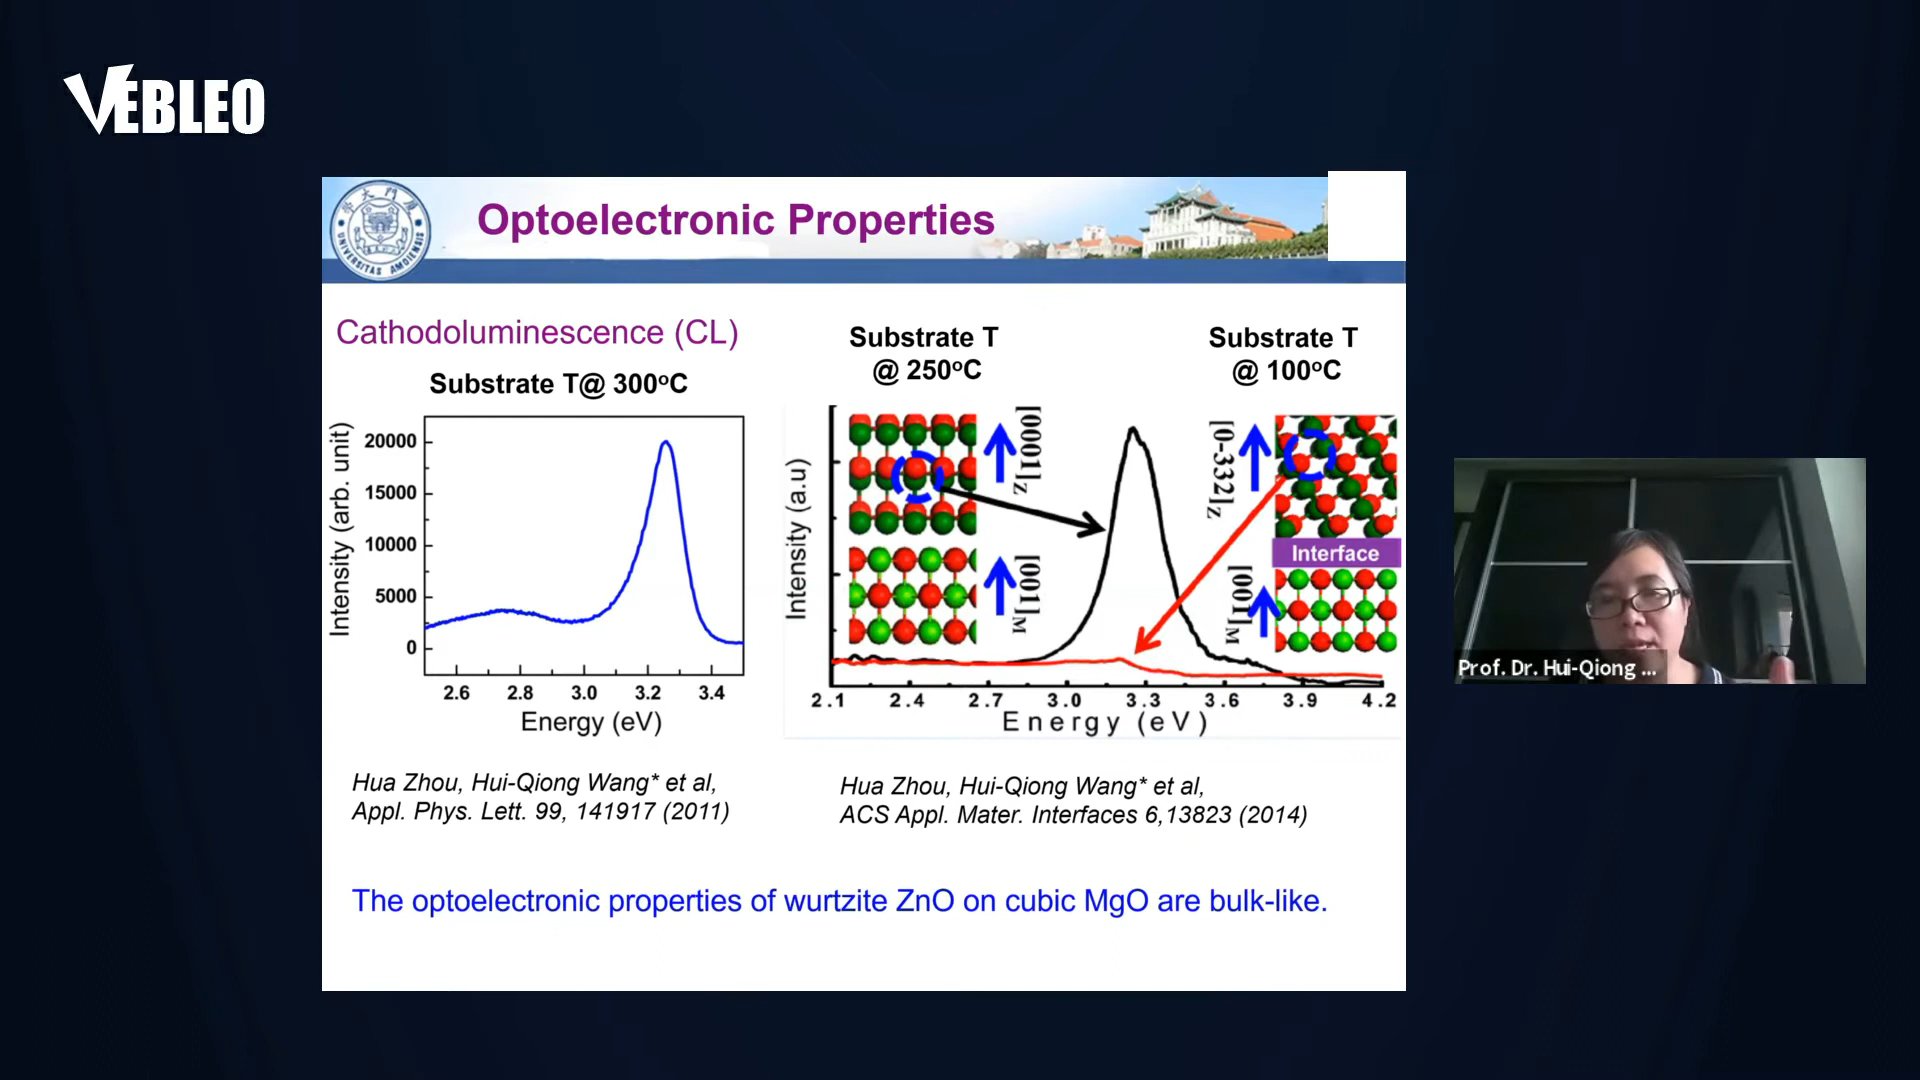 VEBLEO
Optoelectronic Properties
UNIVERSITAS AMOIENSIS
Cathodoluminescence (CL)
Substrate T@ 300°C
Intensity (arb. unit)
20000
15000
10000
5000
0
2.6 2.8 3.0 3.2 3.4
Energy (eV)
Substrate T
@ 250°C
Substrate T
@ 100°C
Intensity (a.u)
[0001]Z
[001]M
[0-332]Z
Interface
[001]M
2.1 2.4 2.7 3.0 3.3 3.6 3.9 4.2
Energy (eV)
Hua Zhou, Hui-Qiong Wang* et al,
Appl. Phys. Lett. 99, 141917 (2011)
Hua Zhou, Hui-Qiong Wang* et al,
ACS Appl. Mater. Interfaces 6,13823 (2014)
The optoelectronic properties of wurtzite ZnO on cubic MgO are bulk-like.
Prof. Dr. Hui-Qiong ...